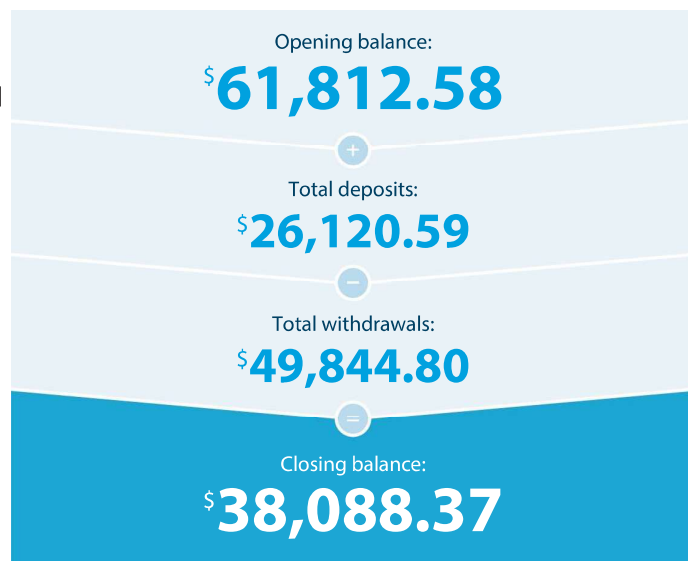 Opening balance:
$61,812.58
+
Total deposits:
$26,120.59
−
Total withdrawals:
$49,844.80
=
Closing balance:
$38,088.37